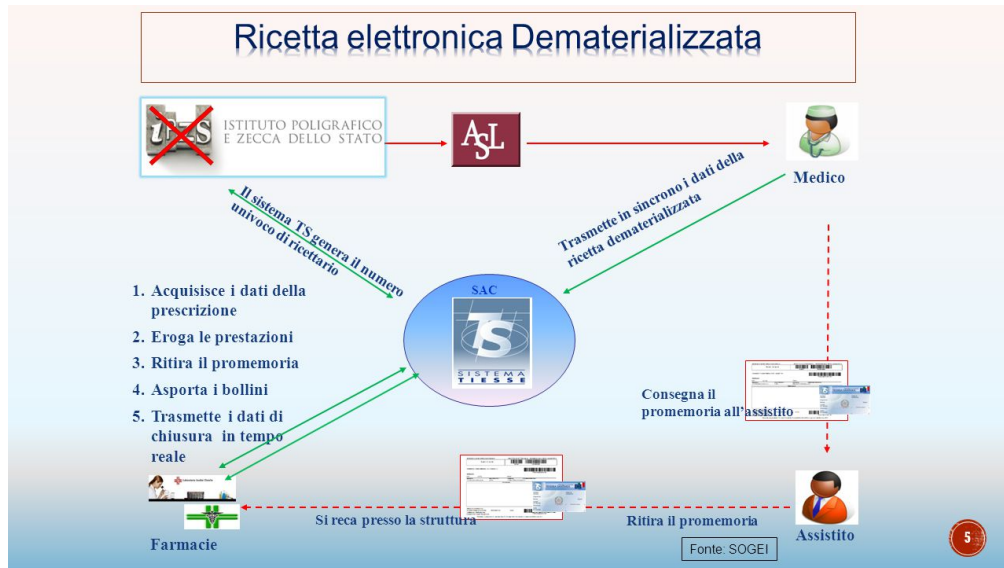 Ricetta elettronica Dematerializzata
ISTITUTO POLIGRAFICO
E ZECCA DELLO STATO
ASL
Medico
Il sistema TS genera il numero
univoco di ricettario
Trasmette in sincrono i dati della
ricetta dematerializzata
SAC
TS
SISTEMA
TIESSE
1. Acquisisce i dati della
prescrizione
2. Eroga le prestazioni
3. Ritira il promemoria
4. Asporta i bollini
5. Trasmette i dati di
chiusura in tempo
reale
Consegna il
promemoria all’assistito
Si reca presso la struttura
Ritira il promemoria
Farmacie
Assistito
Fonte: SOGEI
5